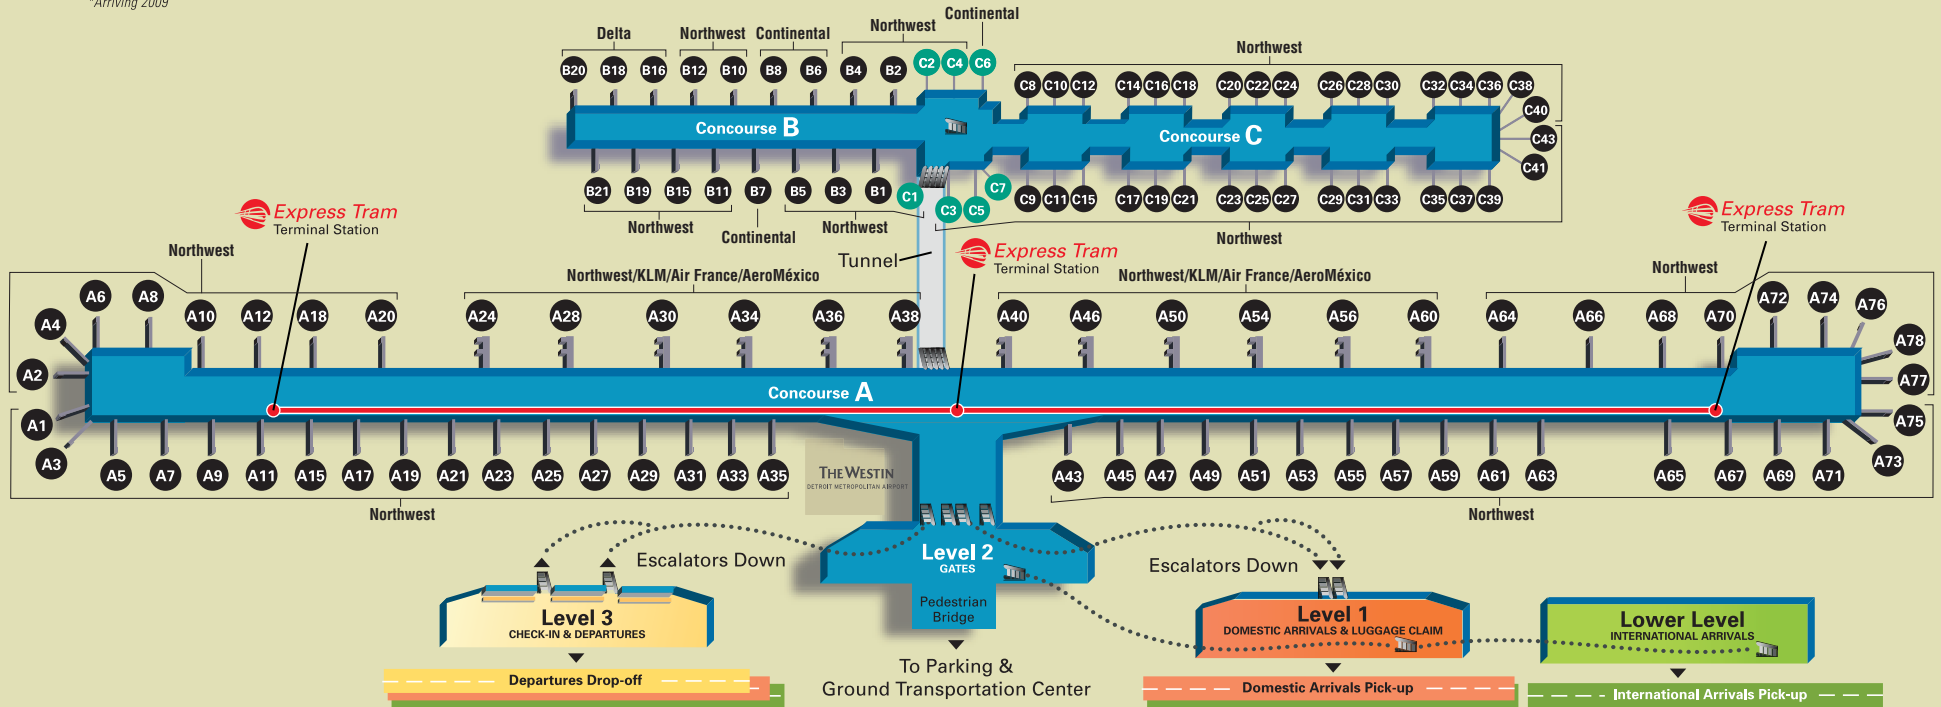 *Arriving 2009
Continental
Northwest
Delta
Northwest
Continental
Northwest
B20 B18 B16 B12 B10 B8 B6 B4 B2 C2 C4 C6
C8 C10 C12 C14 C16 C18 C20 C22 C24 C26 C28 C30 C32 C34 C36 C38
C40
C43
C41
Concourse B
Concourse C
B21 B19 B15 B11 B7 B5 B3 B1 C1 C3 C5 C7
C9 C11 C15 C17 C19 C21 C23 C25 C27 C29 C31 C33 C35 C37 C39
Northwest
Continental
Northwest
Northwest
Express Tram
Terminal Station
Tunnel
Express Tram
Terminal Station
Express Tram
Terminal Station
Northwest
Northwest/KLM/Air France/AeroMéxico
Northwest/KLM/Air France/AeroMéxico
Northwest
A4 A6 A8 A10 A12 A18 A20 A24 A28 A30 A34 A36 A38 A40 A46 A50 A54 A56 A60 A64 A66 A68 A70 A72 A74 A76
A78
A2
A77
Concourse A
A1
A75
A3 A5 A7 A9 A11 A15 A17 A19 A21 A23 A25 A27 A29 A31 A33 A35 A43 A45 A47 A49 A51 A53 A55 A57 A59 A61 A63 A65 A67 A69 A71 A73
THE WESTIN
DETROIT METROPOLITAN AIRPORT
Northwest
Northwest
Escalators Down
Level 2
GATES
Escalators Down
Pedestrian
Bridge
Level 3
CHECK-IN & DEPARTURES
Level 1
DOMESTIC ARRIVALS & LUGGAGE CLAIM
Lower Level
INTERNATIONAL ARRIVALS
To Parking &
Ground Transportation Center
Departures Drop-off
Domestic Arrivals Pick-up
International Arrivals Pick-up